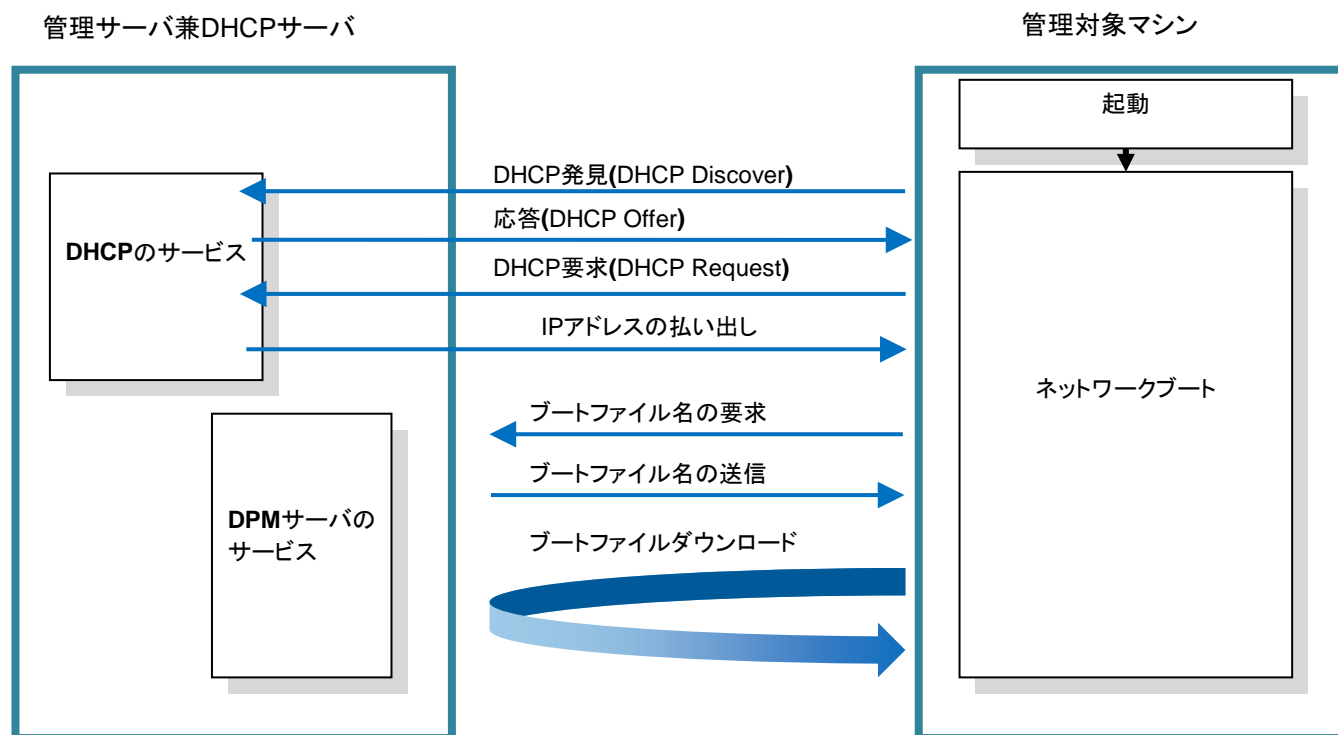 管理サーバ兼DHCPサーバ
管理対象マシン
起動
DHCP発見(DHCP Discover)
応答(DHCP Offer)
DHCPのサービス
DHCP要求(DHCP Request)
IPアドレスの払い出し
ネットワークブート
ブートファイル名の要求
ブートファイル名の送信
DPMサーバの
サービス
ブートファイルダウンロード